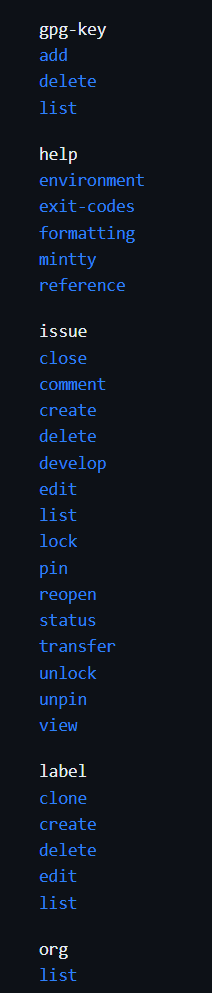 gpg-key
add
delete
list
help
environment
exit-codes
formatting
mintty
reference
issue
close
comment
create
delete
develop
edit
list
lock
pin
reopen
status
transfer
unlock
unpin
view
label
clone
create
delete
edit
list
org
list